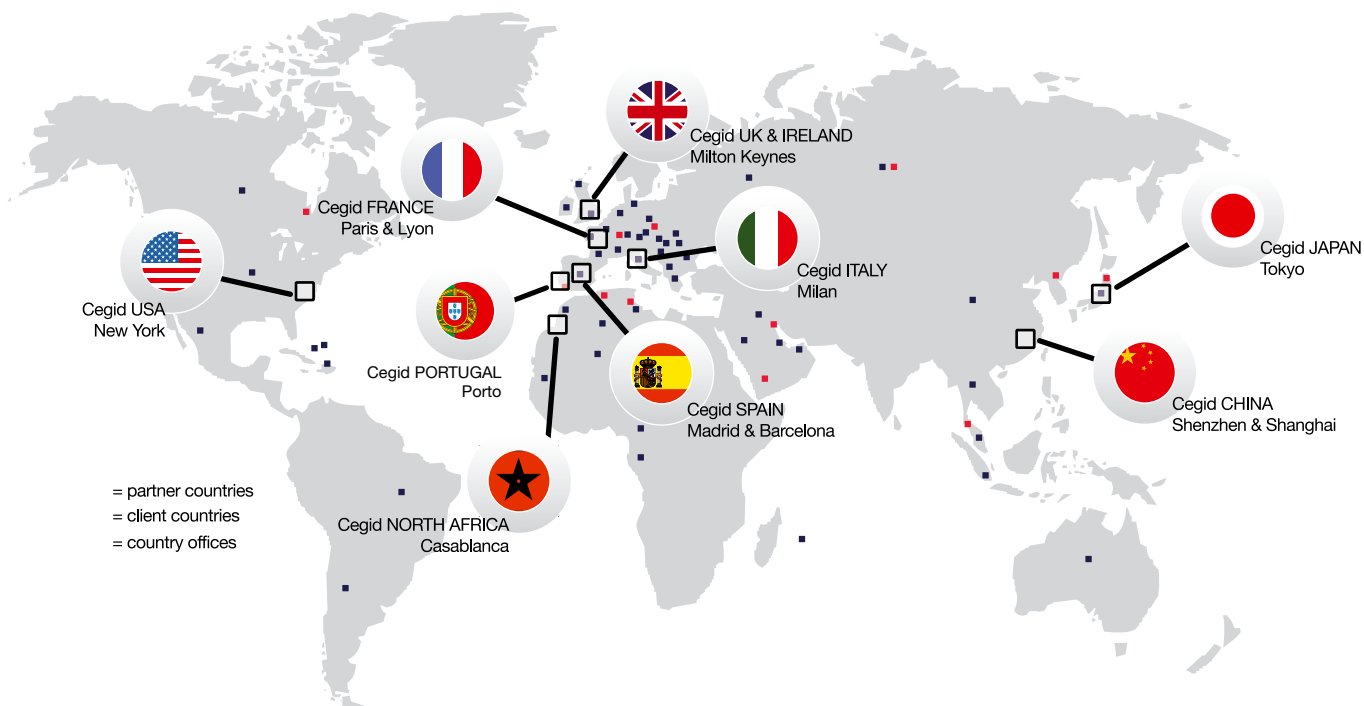 Cegid UK & IRELAND
Milton Keynes
Cegid FRANCE
Paris & Lyon
Cegid JAPAN
Tokyo
Cegid ITALY
Milan
Cegid USA
New York
Cegid PORTUGAL
Porto
Cegid SPAIN
Madrid & Barcelona
Cegid CHINA
Shenzhen & Shanghai
= partner countries
= client countries
= country offices
Cegid NORTH AFRICA
Casablanca